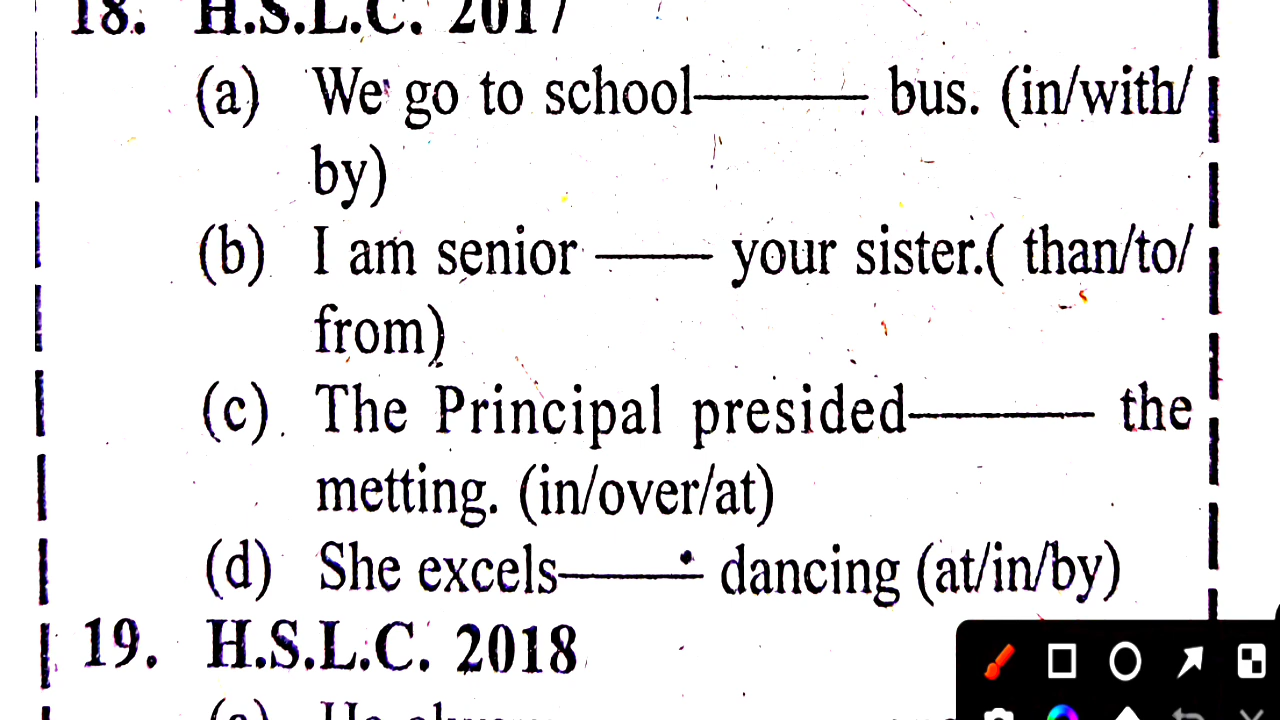 18. H.S.L.C. 2017
(a) We go to school——— bus. (in/with/
by)
(b) I am senior —— your sister.( than/to/
from)
(c) The Principal presided——— the
metting. (in/over/at)
(d) She excels——— dancing (at/in/by)
19. H.S.L.C. 2018
(a) He